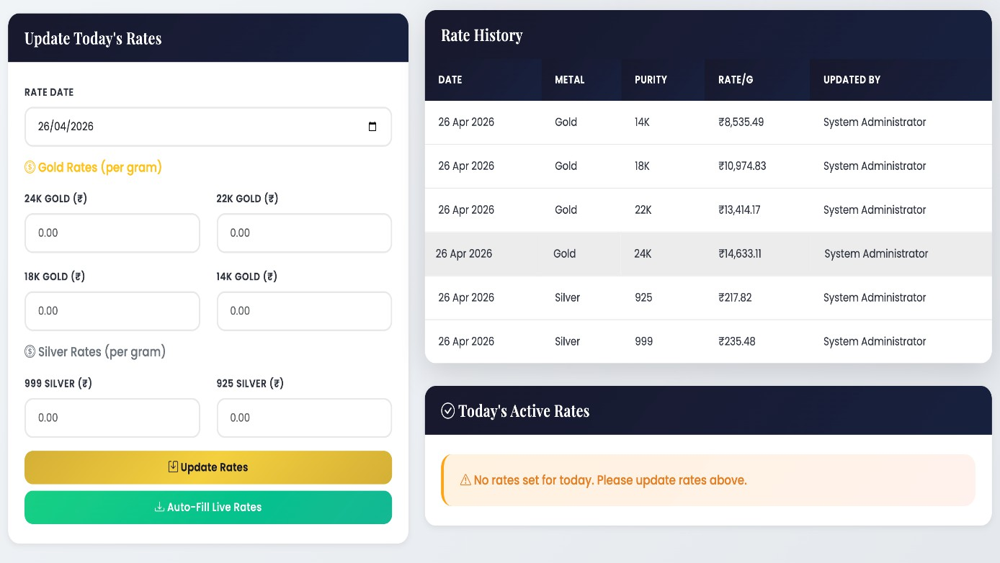 Update Today's Rates
RATE DATE
26/04/2026
Gold Rates (per gram)
24K GOLD (₹) 22K GOLD (₹)
0.00 0.00
18K GOLD (₹) 14K GOLD (₹)
0.00 0.00
Silver Rates (per gram)
999 SILVER (₹) 925 SILVER (₹)
0.00 0.00
Update Rates
Auto-Fill Live Rates
Rate History
DATE METAL PURITY RATE/G UPDATED BY
26 Apr 2026 Gold 14K ₹8,535.49 System Administrator
26 Apr 2026 Gold 18K ₹10,974.83 System Administrator
26 Apr 2026 Gold 22K ₹13,414.17 System Administrator
26 Apr 2026 Gold 24K ₹14,633.11 System Administrator
26 Apr 2026 Silver 925 ₹217.82 System Administrator
26 Apr 2026 Silver 999 ₹235.48 System Administrator
Today's Active Rates
No rates set for today. Please update rates above.